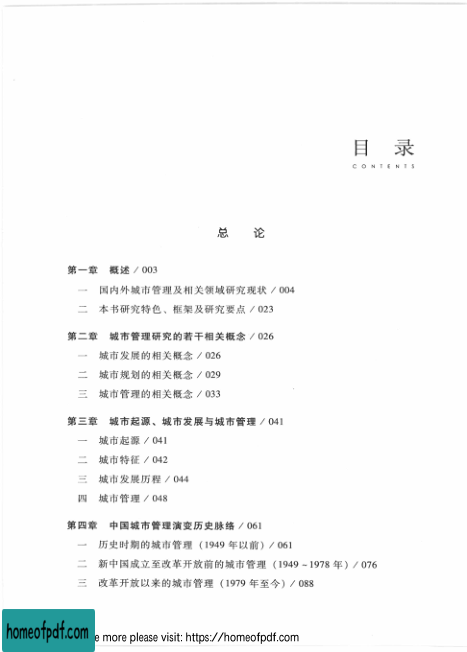 目 录
CONTENTS
总 论
第一章 概述 / 003
一 国内外城市管理及相关领域研究现状 / 004
二 本书研究特色、框架及研究要点 / 023
第二章 城市管理研究的若干相关概念 / 026
一 城市发展的相关概念 / 026
二 城市规划的相关概念 / 029
三 城市管理的相关概念 / 033
第三章 城市起源、城市发展与城市管理 / 041
一 城市起源 / 041
二 城市特征 / 042
三 城市发展历程 / 044
四 城市管理 / 048
第四章 中国城市管理演变历史脉络 / 061
一 历史时期的城市管理（1949 年以前）/ 061
二 新中国成立至改革开放前的城市管理（1949 ~ 1978 年）/ 076
三 改革开放以来的城市管理（1979 年至今）/ 088
homeofpdf.com
e more please visit: https://homeofpdf.com